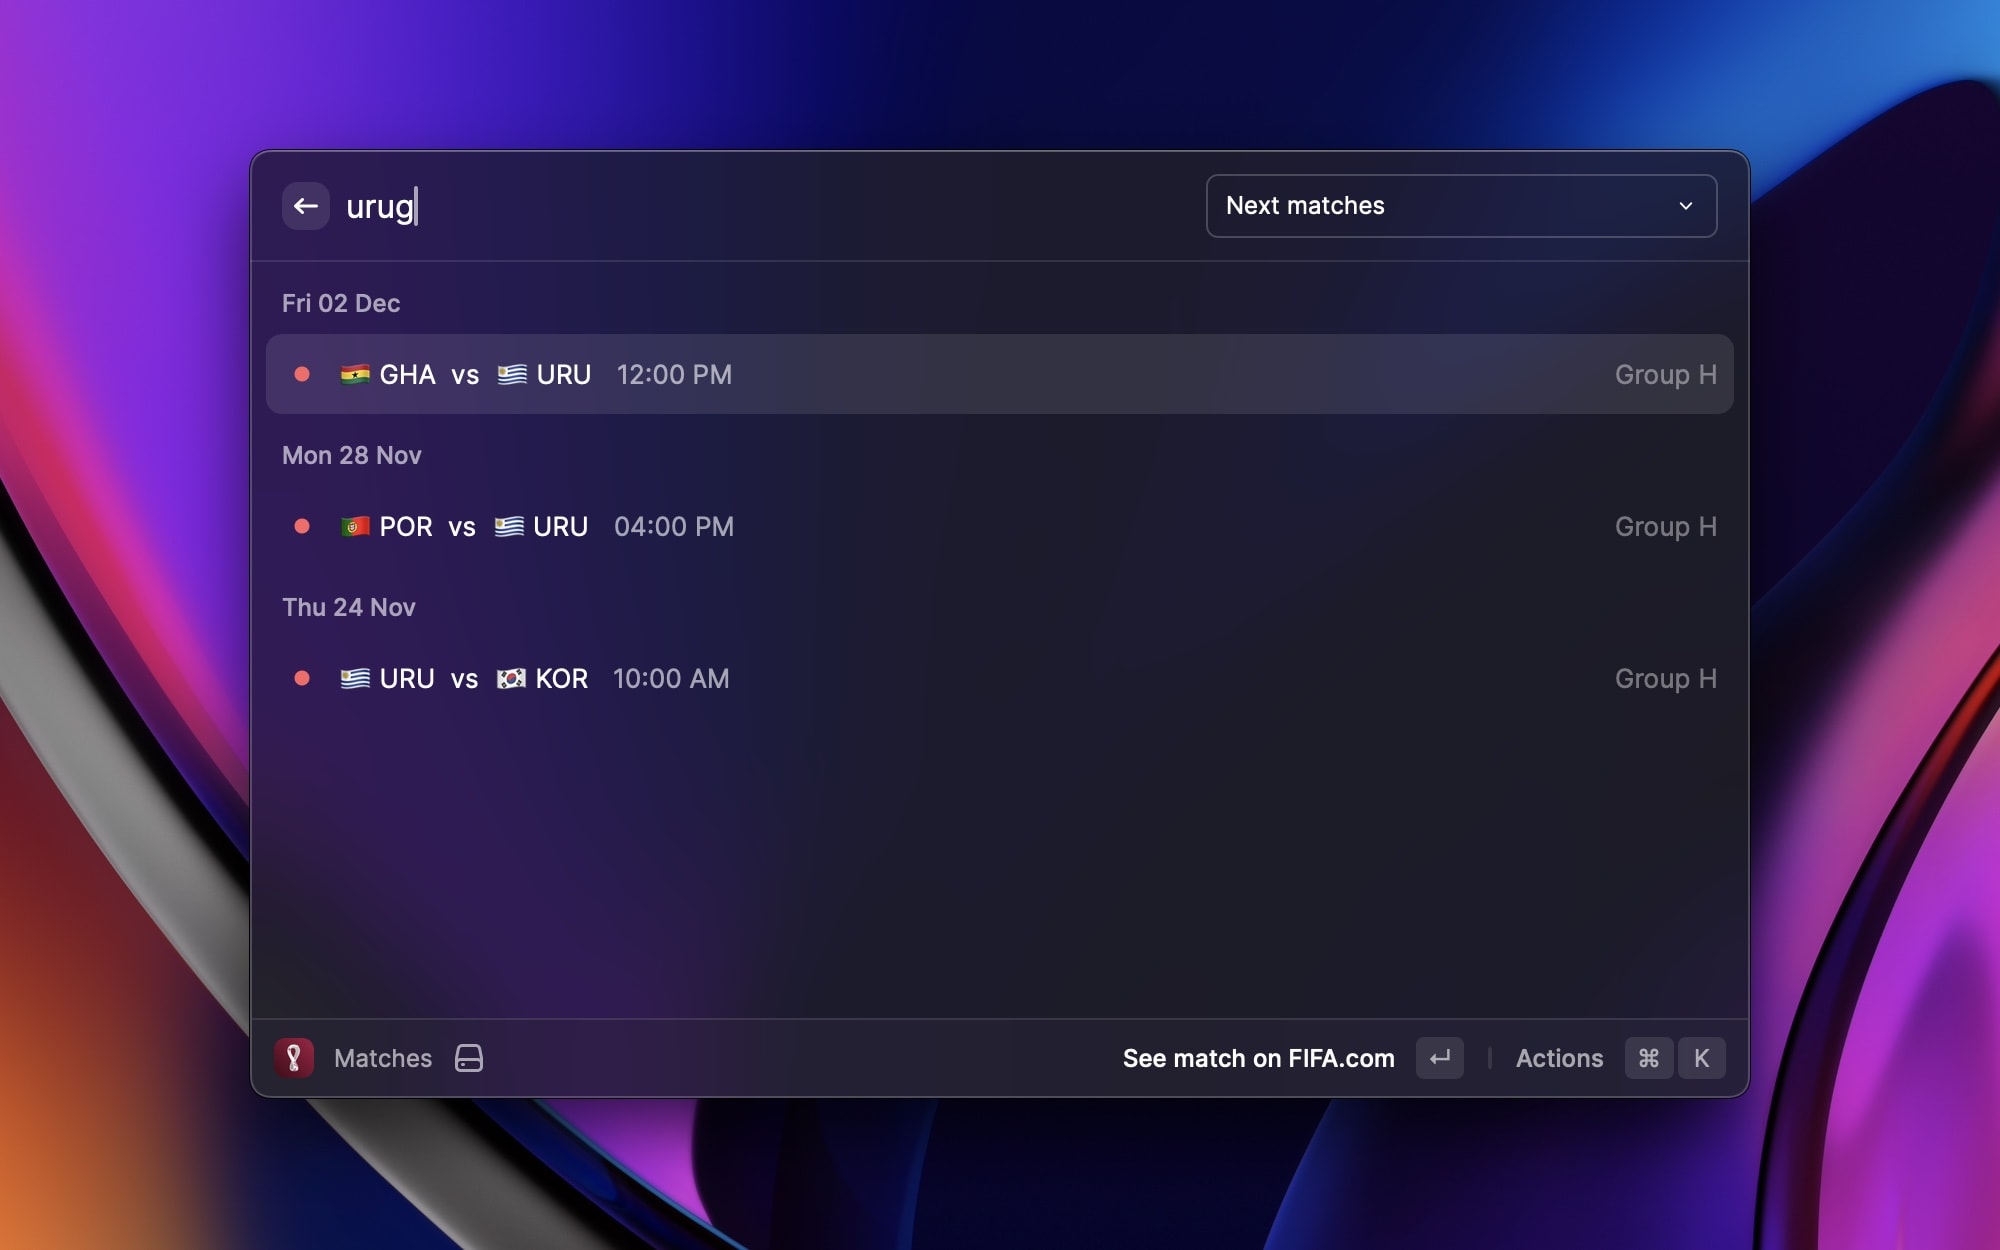 urug
Next matches
Fri 02 Dec
GHA vs URU 12:00 PM Group H
Mon 28 Nov
POR vs URU 04:00 PM Group H
Thu 24 Nov
URU vs KOR 10:00 AM Group H
Matches See match on FIFA.com ↵ Actions ⌘ K